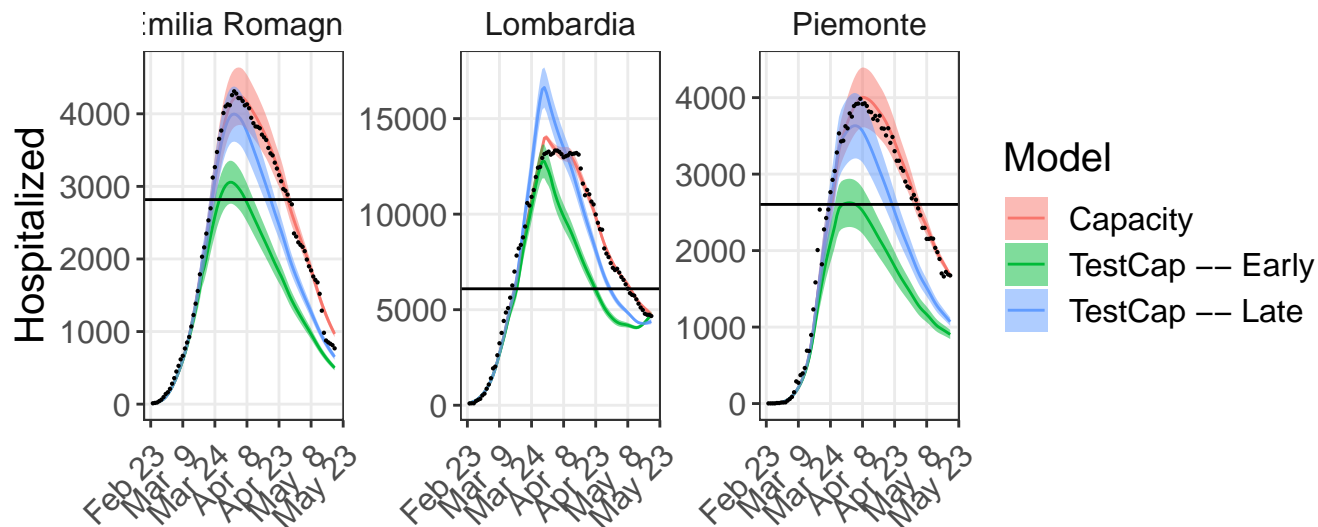 Emilia Romagn
Lombardia
Piemonte
Hospitalized
4000
3000
2000
1000
0
15000
10000
5000
0
4000
3000
2000
1000
0
Feb 23
Mar 9
Mar 24
Apr 8
Apr 23
May 8
May 23
Feb 23
Mar 9
Mar 24
Apr 8
Apr 23
May 8
May 23
Feb 23
Mar 9
Mar 24
Apr 8
Apr 23
May 8
May 23
Model
Capacity
TestCap −− Early
TestCap −− Late